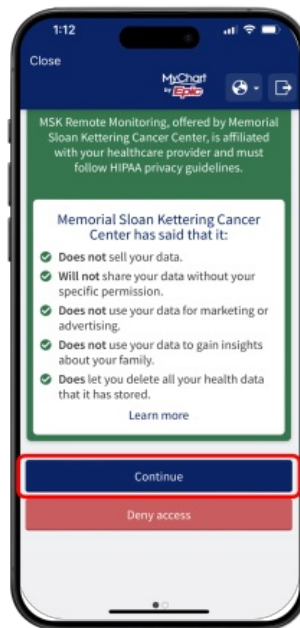 1:12
Close
MyChart
by Epic
MSK Remote Monitoring, offered by Memorial
Sloan Kettering Cancer Center, is affiliated
with your healthcare provider and must
follow HIPAA privacy guidelines.
Memorial Sloan Kettering Cancer
Center has said that it:
Does not sell your data.
Will not share your data without your
specific permission.
Does not use your data for marketing or
advertising.
Does not use your data to gain insights
about your family.
Does let you delete all your health data
that it has stored.
Learn more
Continue
Deny access